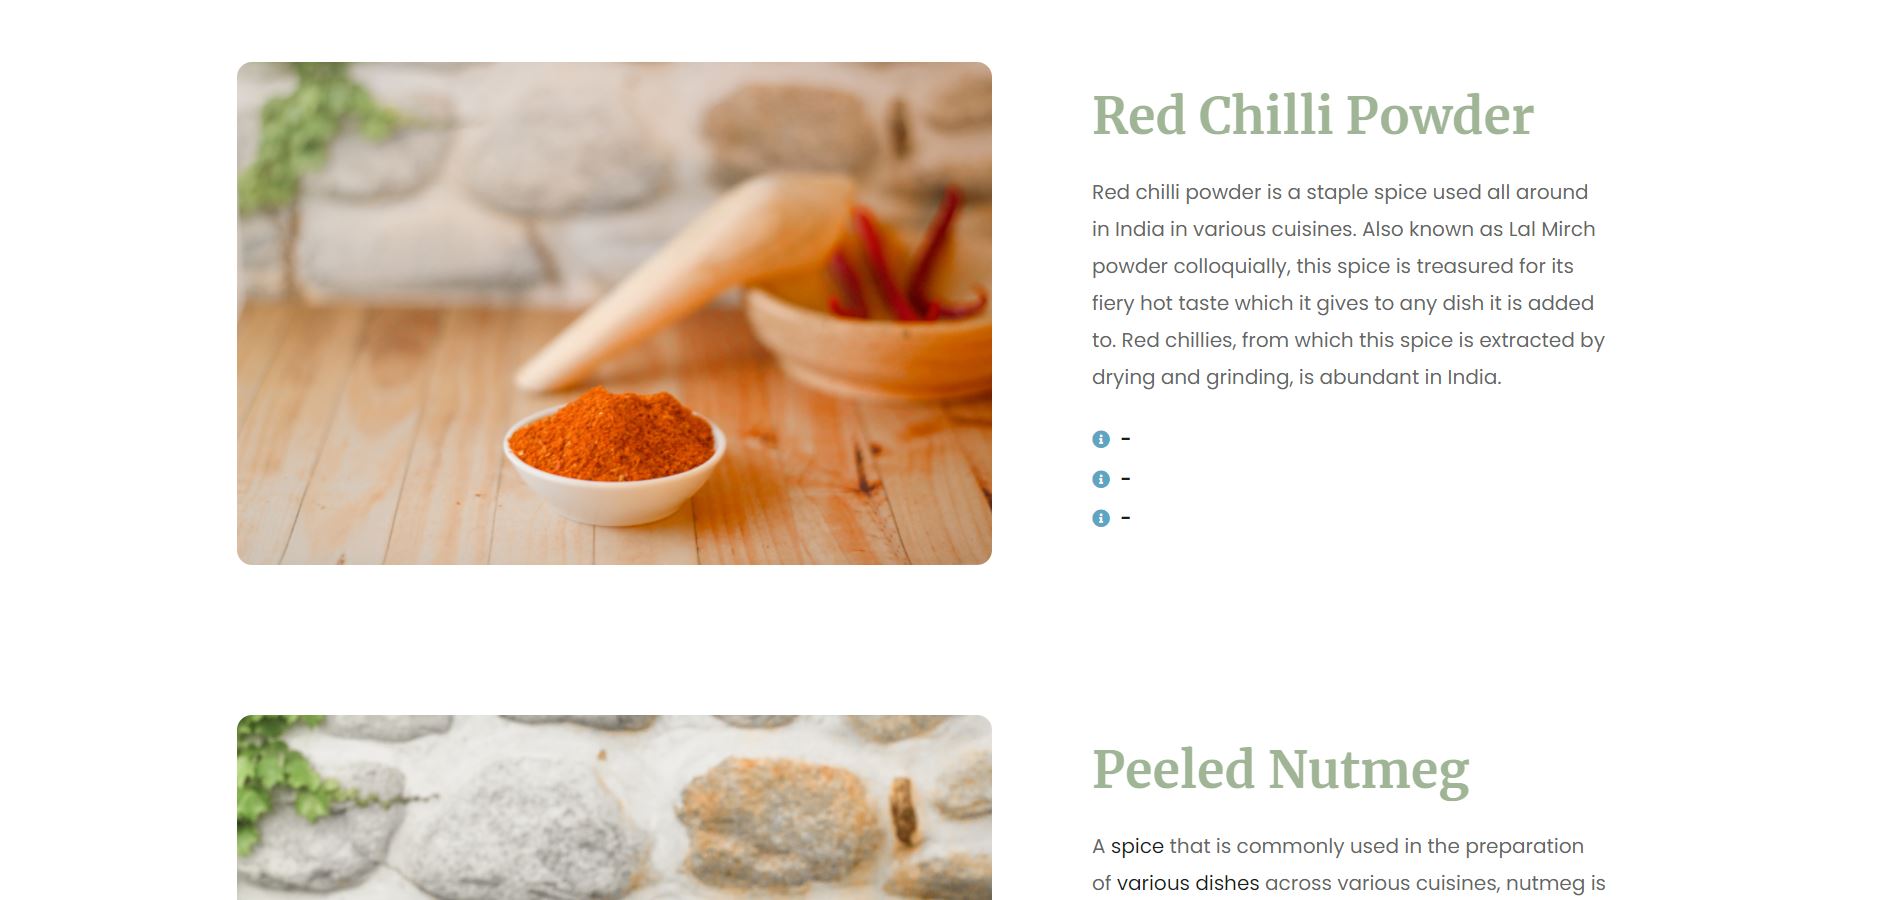 Red Chilli Powder
Red chilli powder is a staple spice used all around
in India in various cuisines. Also known as Lal Mirch
powder colloquially, this spice is treasured for its
fiery hot taste which it gives to any dish it is added
to. Red chillies, from which this spice is extracted by
drying and grinding, is abundant in India.
-
-
-
Peeled Nutmeg
A spice that is commonly used in the preparation
of various dishes across various cuisines, nutmeg is